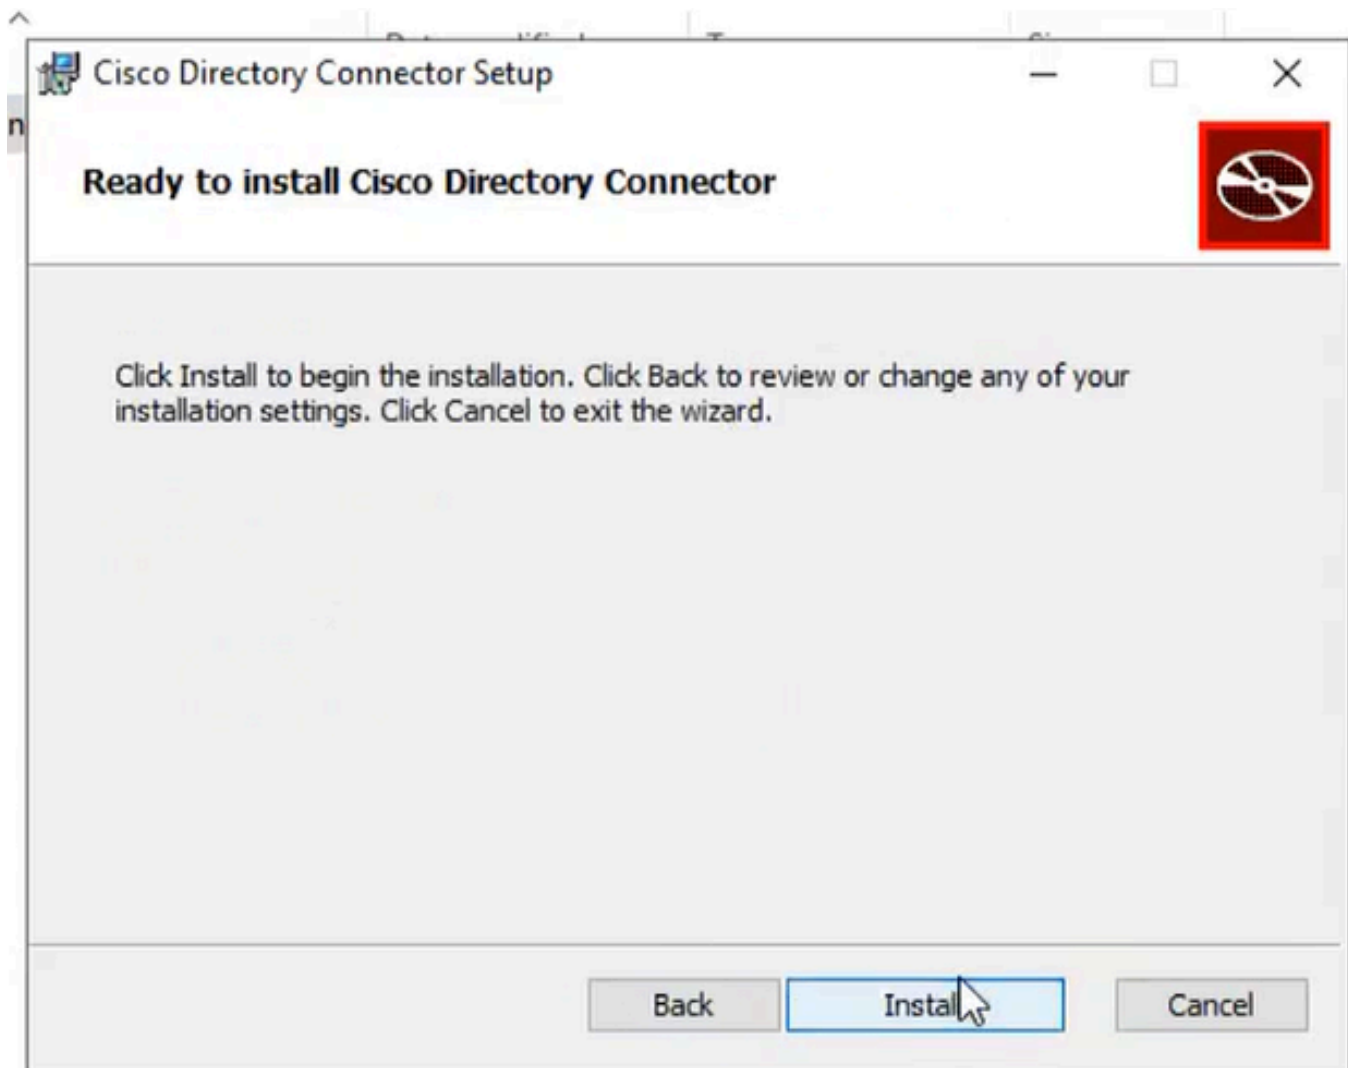 Cisco Directory Connector Setup
Ready to install Cisco Directory Connector
Click Install to begin the installation. Click Back to review or change any of your
installation settings. Click Cancel to exit the wizard.
Back
Install
Cancel